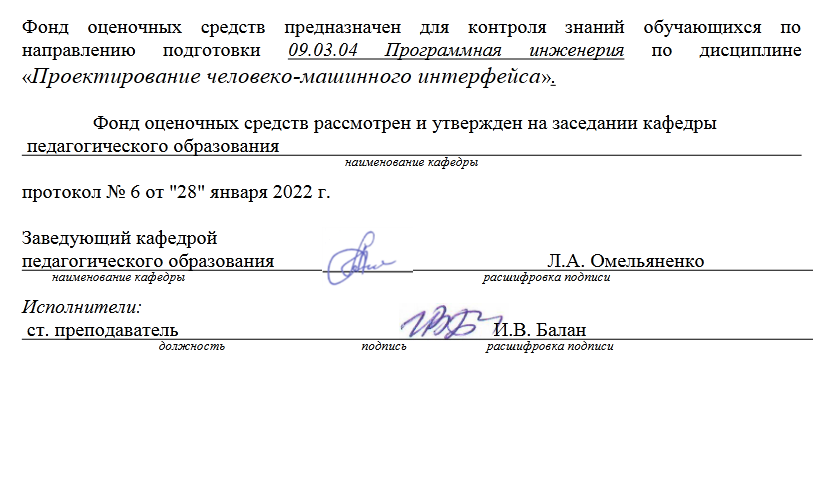 Фонд оценочных средств предназначен для контроля знаний обучающихся по
направлению подготовки 09.03.04 Программная инженерия по дисциплине
«Проектирование человеко-машинного интерфейса».
Фонд оценочных средств рассмотрен и утвержден на заседании кафедры
педагогического образования
наименование кафедры
протокол № 6 от "28" января 2022 г.
Заведующий кафедрой
педагогического образования Л.А. Омельяненко
наименование кафедры расшифровка подписи
Исполнители:
ст. преподаватель И.В. Балан
должность подпись расшифровка подписи